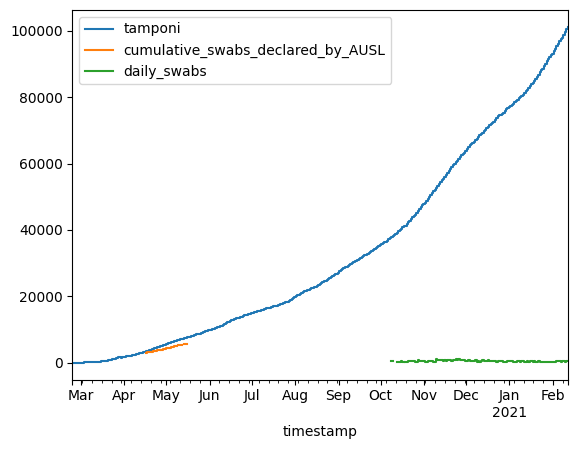 tamponi
cumulative_swabs_declared_by_AUSL
daily_swabs
100000
80000
60000
40000
20000
0
Mar Apr May Jun Jul Aug Sep Oct Nov Dec Jan Feb
2021
timestamp